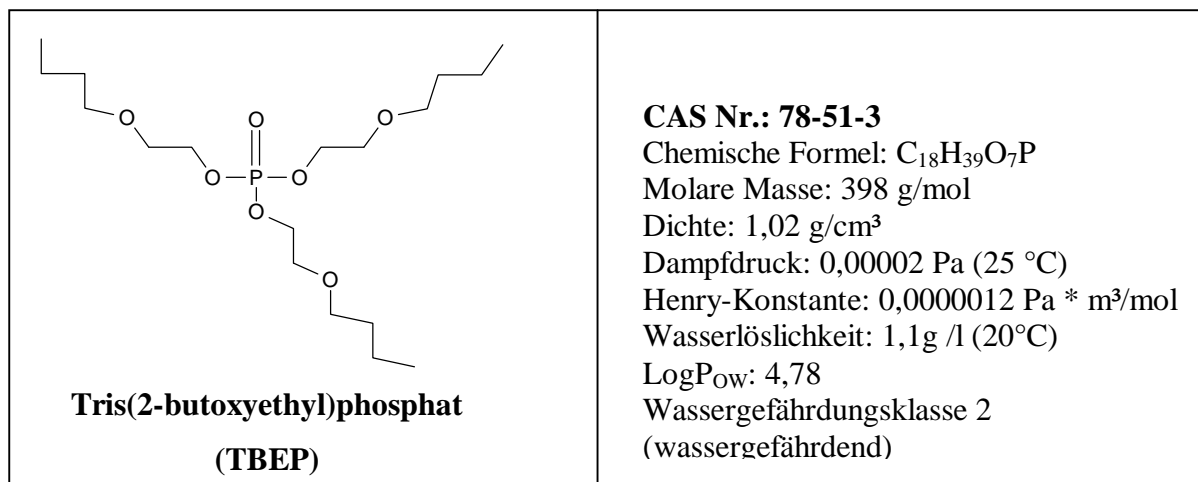 O
O
O
O P O
O
O
Tris(2-butoxyethyl)phosphat
(TBEP)
CAS Nr.: 78-51-3
Chemische Formel: C₁₈H₃₉O₇P
Molare Masse: 398 g/mol
Dichte: 1,02 g/cm³
Dampfdruck: 0,00002 Pa (25 °C)
Henry-Konstante: 0,0000012 Pa * m³/mol
Wasserlöslichkeit: 1,1g /l (20°C)
LogP_OW: 4,78
Wassergefährdungsklasse 2
(wassergefährdend)